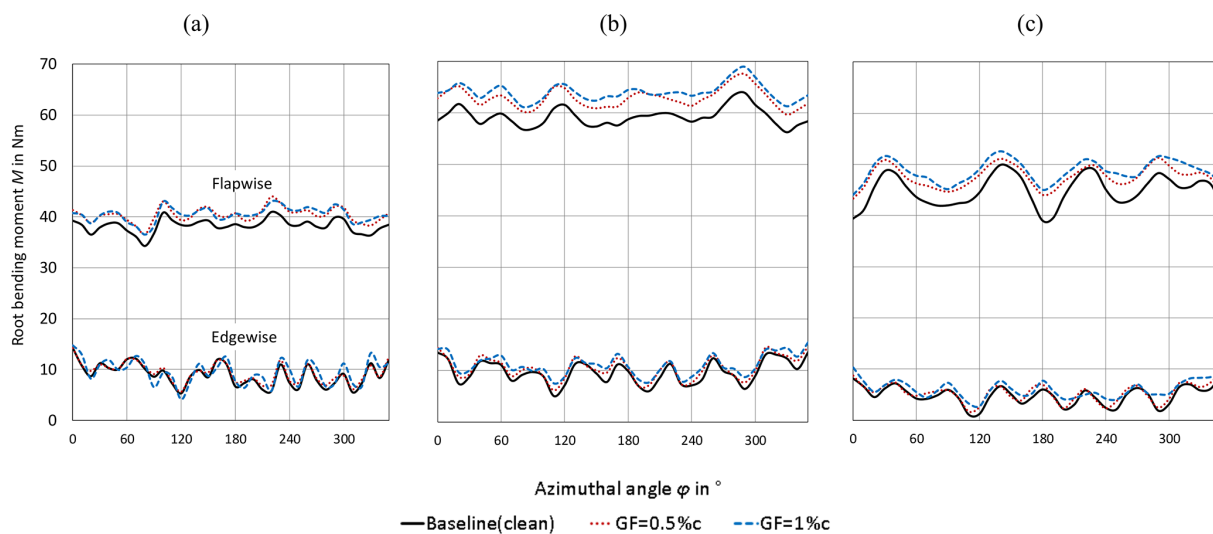 (a) (b) (c)
Root bending moment M in Nm
70
60
50
40
30
20
10
0
Flapwise
Edgewise
0 60 120 180 240 300
0 60 120 180 240 300
0 60 120 180 240 300
Azimuthal angle φ in °
Baseline(clean) GF=0.5%c GF=1%c